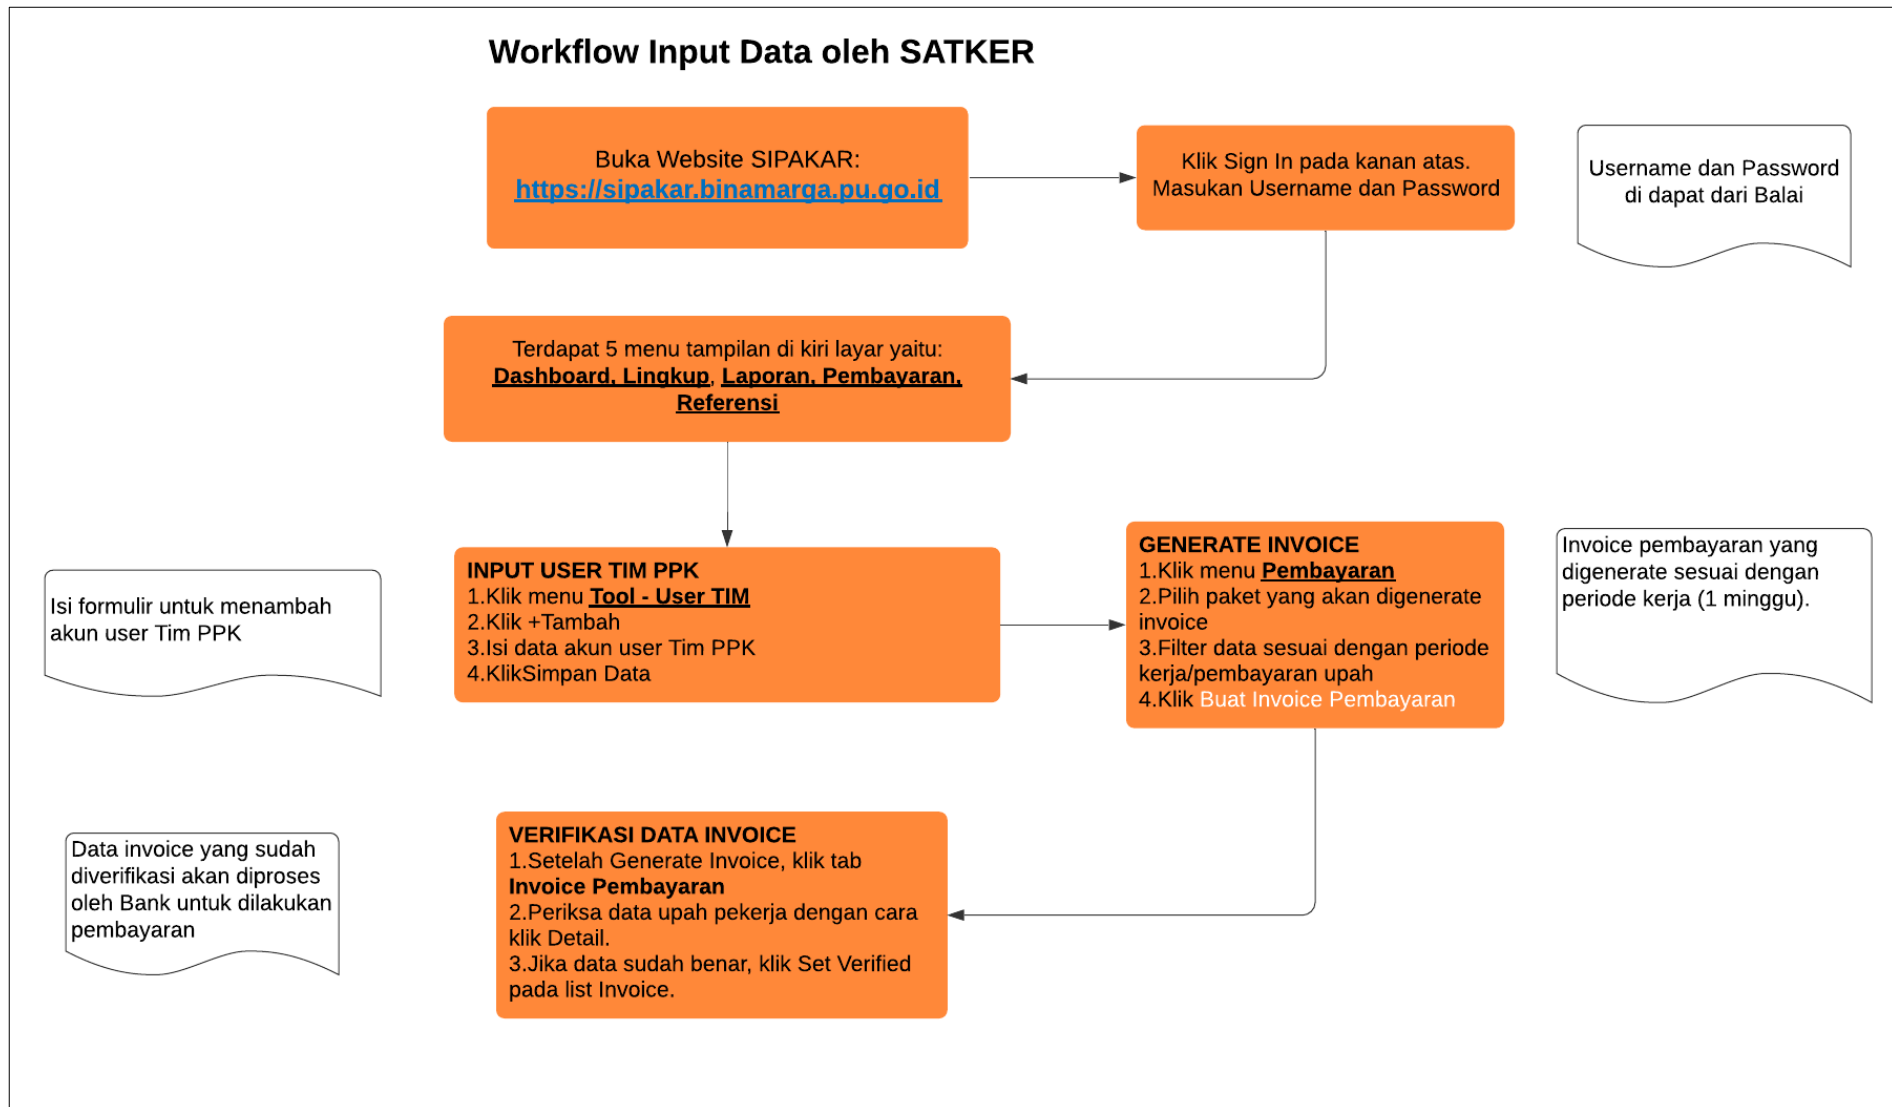 Workflow Input Data oleh SATKER
Buka Website SIPAKAR:
https://sipakar.binamarga.pu.go.id
Klik Sign In pada kanan atas.
Masukan Username dan Password
Username dan Password
di dapat dari Balai
Terdapat 5 menu tampilan di kiri layar yaitu:
Dashboard, Lingkup, Laporan, Pembayaran,
Referensi
Isi formulir untuk menambah
akun user Tim PPK
INPUT USER TIM PPK
1.Klik menu Tool - User TIM
2.Klik +Tambah
3.Isi data akun user Tim PPK
4.KlikSimpan Data
GENERATE INVOICE
1.Klik menu Pembayaran
2.Pilih paket yang akan digenerate
invoice
3.Filter data sesuai dengan periode
kerja/pembayaran upah
4.Klik Buat Invoice Pembayaran
Invoice pembayaran yang
digenerate sesuai dengan
periode kerja (1 minggu).
Data invoice yang sudah
diverifikasi akan diproses
oleh Bank untuk dilakukan
pembayaran
VERIFIKASI DATA INVOICE
1.Setelah Generate Invoice, klik tab
Invoice Pembayaran
2.Periksa data upah pekerja dengan cara
klik Detail.
3.Jika data sudah benar, klik Set Verified
pada list Invoice.